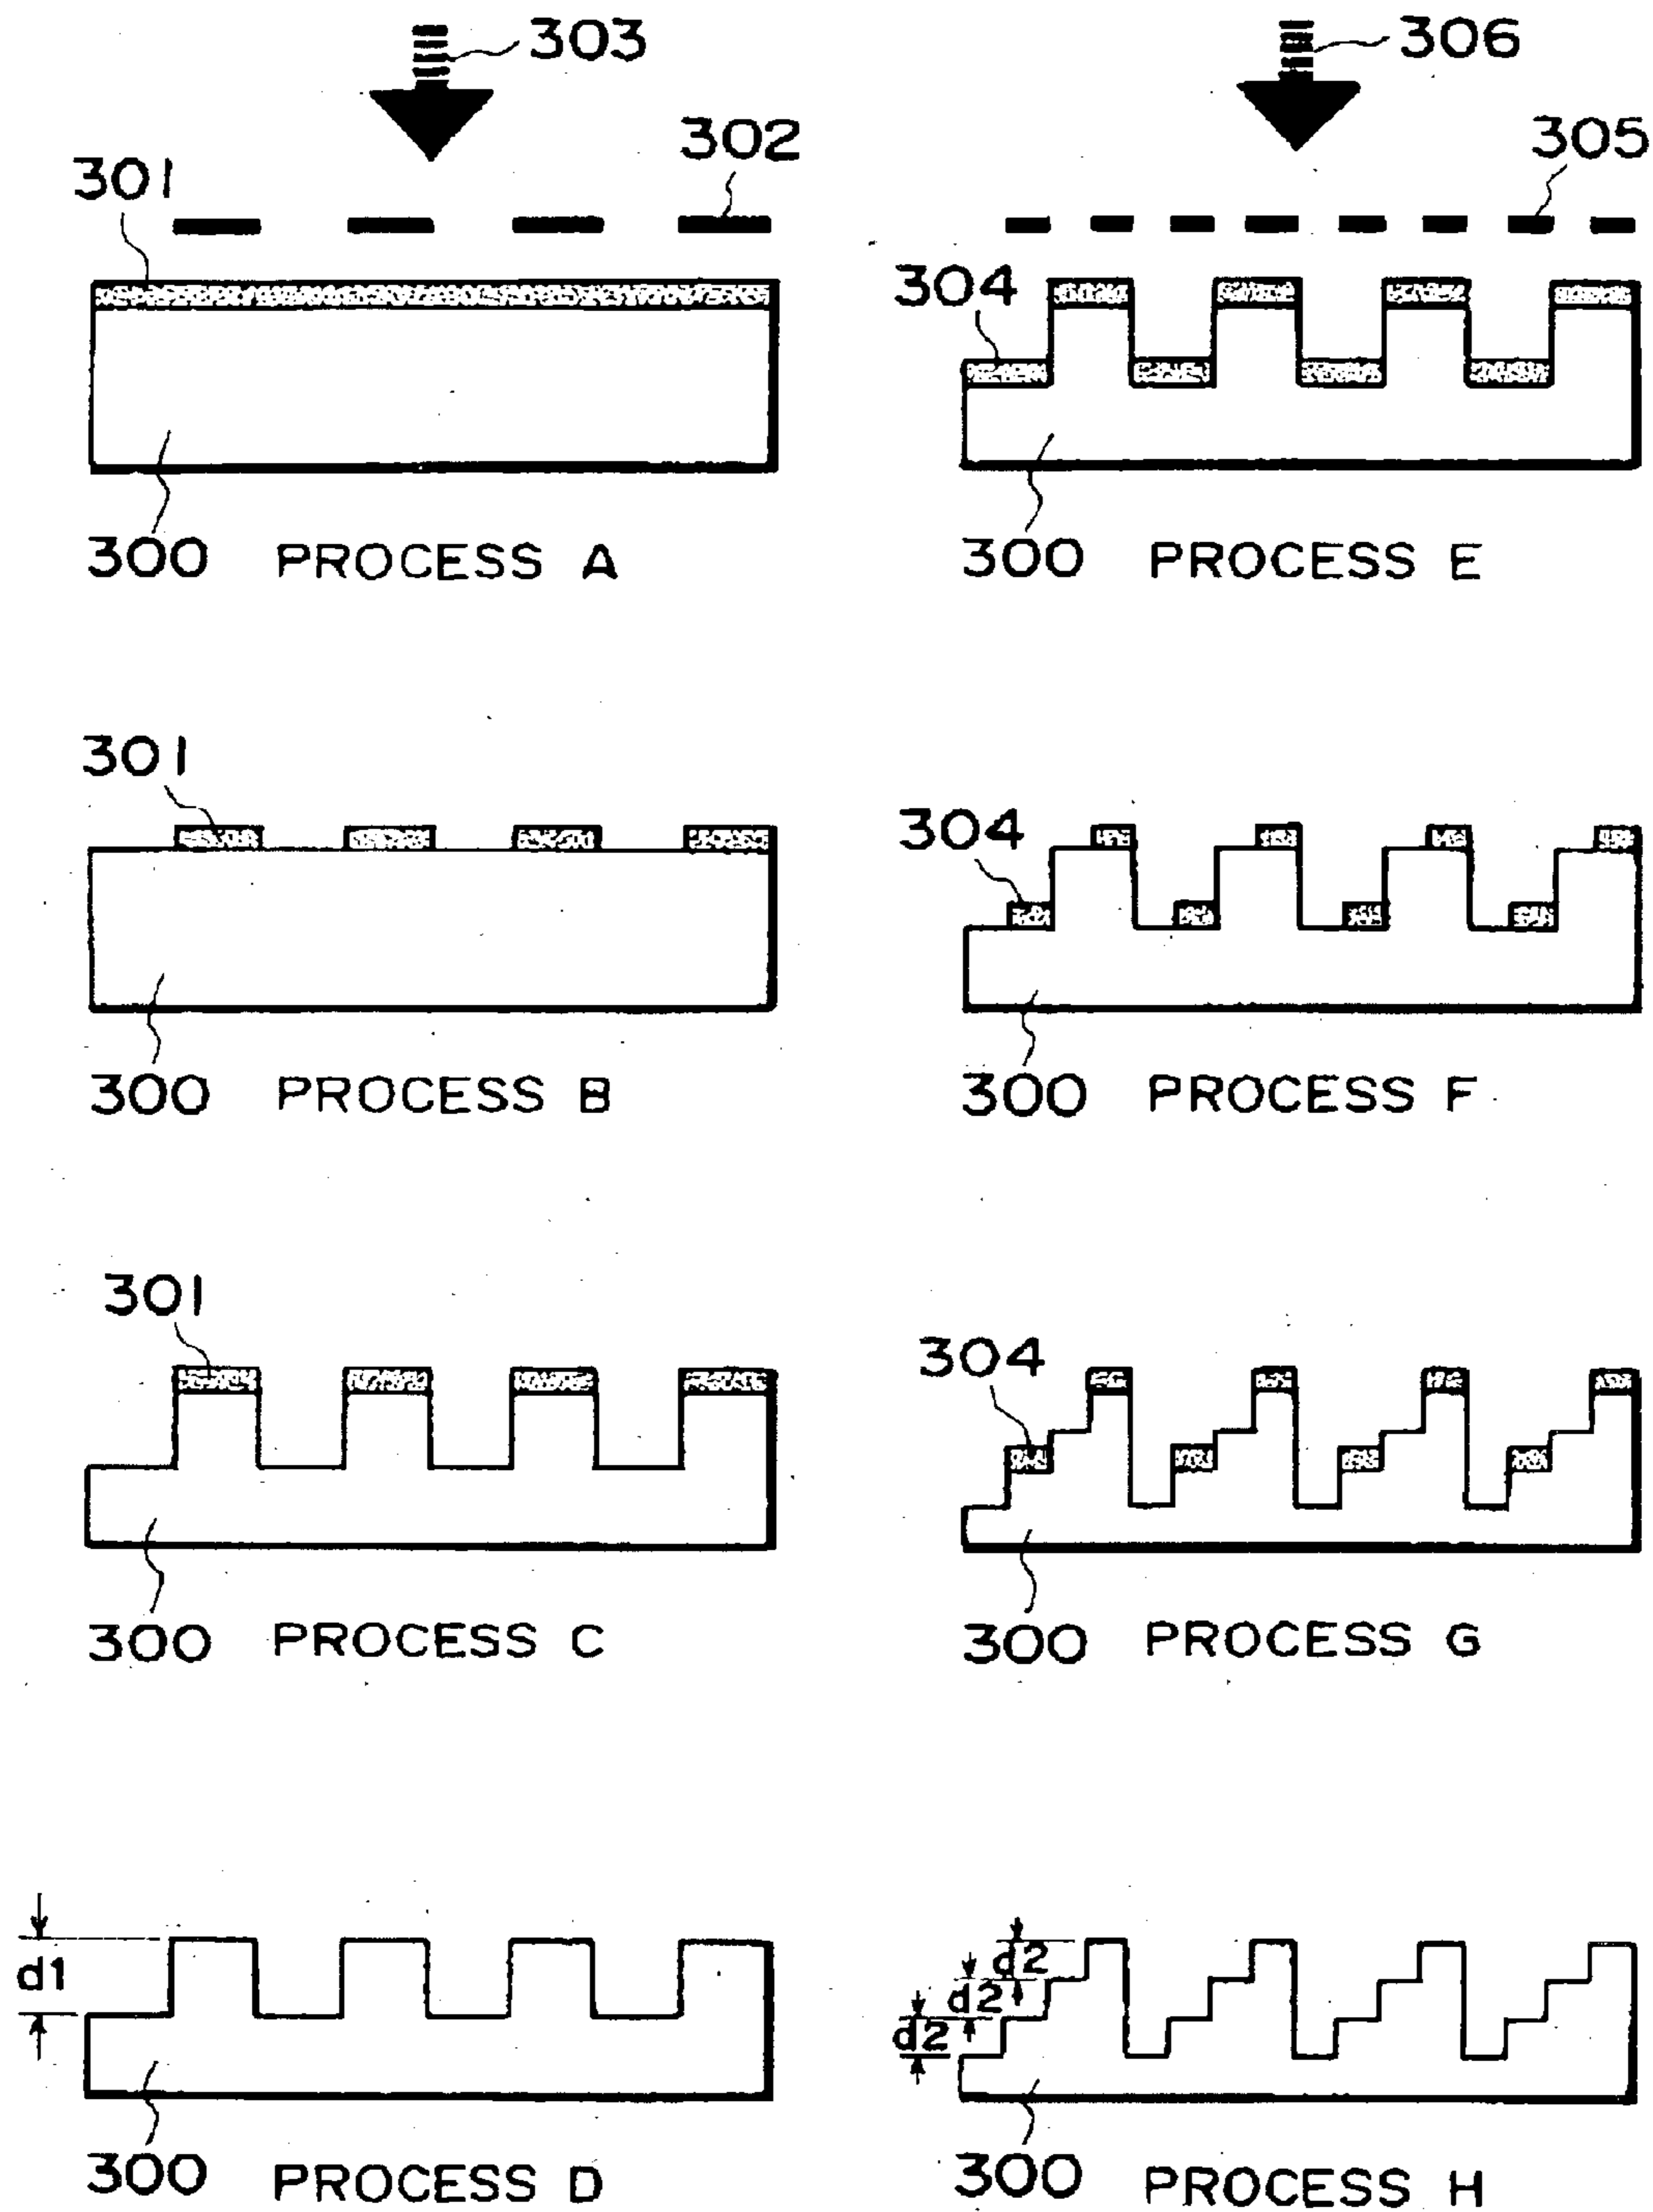 303
302
301
300 PROCESS A
301
300 PROCESS B
301
300 PROCESS C
d1
300 PROCESS D
306
305
304
300 PROCESS E
304
300 PROCESS F
304
300 PROCESS G
d2
d2
d2
300 PROCESS H